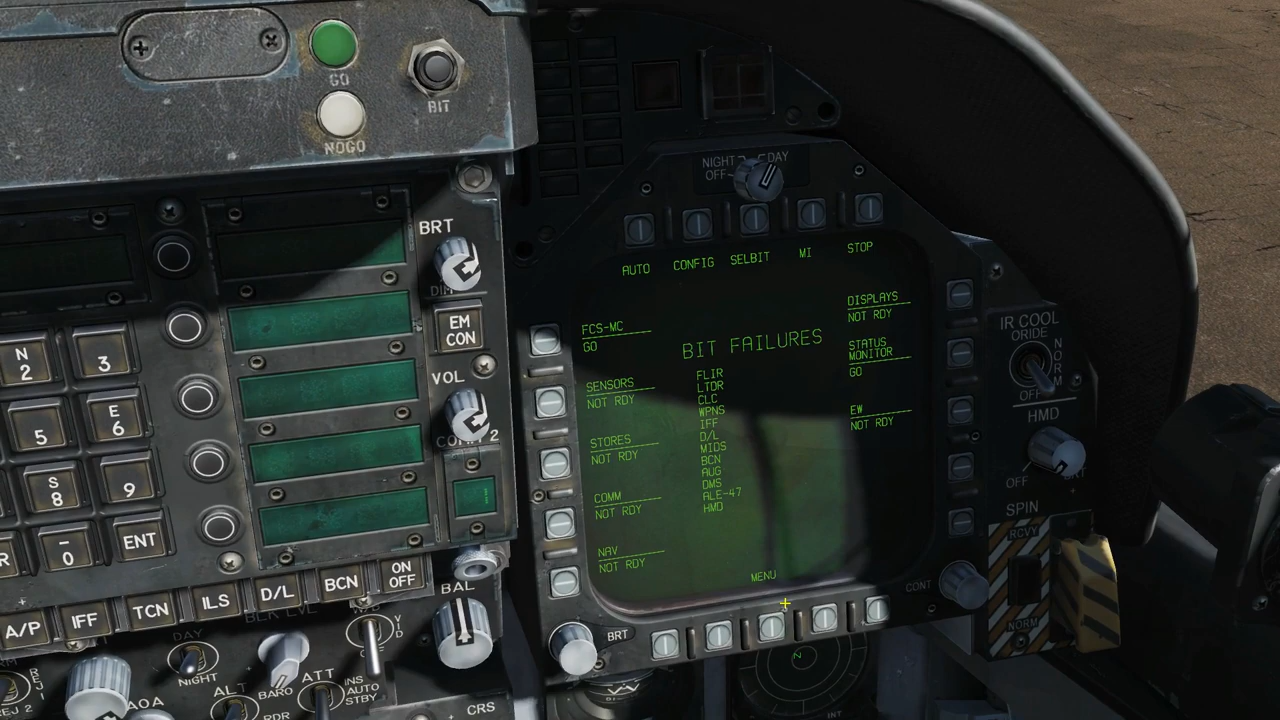 GO
BIT
NOGO
NIGHT
DAY
OFF
BRT
AUTO
CONFIG
SELBIT
MI
STOP
FCS-MC
GO
BIT FAILURES
DISPLAYS
NOT RDY
SENSORS
NOT RDY
FLIR
LTDR
CLC
WPNS
IFF
D/L
MIDS
BCN
AUG
DMS
ALE-47
HMD
STATUS
MONITOR
GO
STORES
NOT RDY
EW
NOT RDY
COMM
NOT RDY
NAV
NOT RDY
MENU
EM
CON
VOL
N
2
3
5
E
6
S
8
9
-
0
ENT
A/P
IFF
TCN
ILS
D/L
BCN
ON
OFF
BAL
BRT
IR COOL
ORIDE
NORM
OFF
HMD
OFF
SPIN
RCVY
NORM
CONT
DAY
NIGHT
ALT
BARO
RDR
ATT
INS
AUTO
STBY
CRS
INT